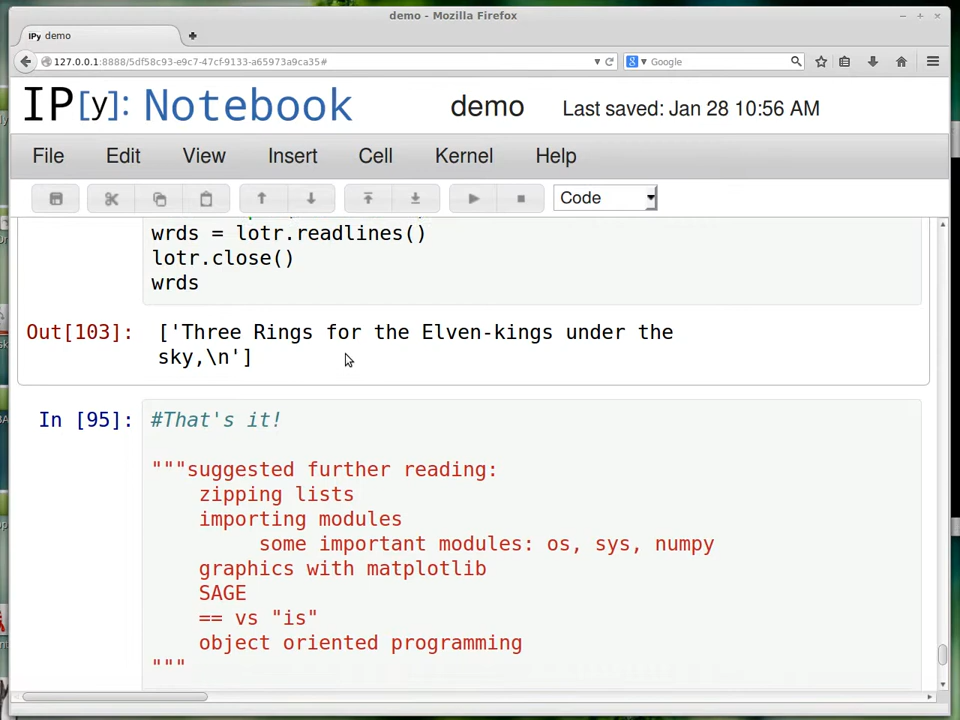 demo - Mozilla Firefox
IPy demo
127.0.0.1:8888/5df58c93-e9c7-47cf-9133-a65973a9ca35#
Google
IP[y]: Notebook demo Last saved: Jan 28 10:56 AM
File Edit View Insert Cell Kernel Help
Code
wrds = lotr.readlines()
lotr.close()
wrds
Out[103]: ['Three Rings for the Elven-kings under the
sky,\n']
In [95]: #That's it!
"""suggested further reading:
zipping lists
importing modules
some important modules: os, sys, numpy
graphics with matplotlib
SAGE
== vs "is"
object oriented programming
"""